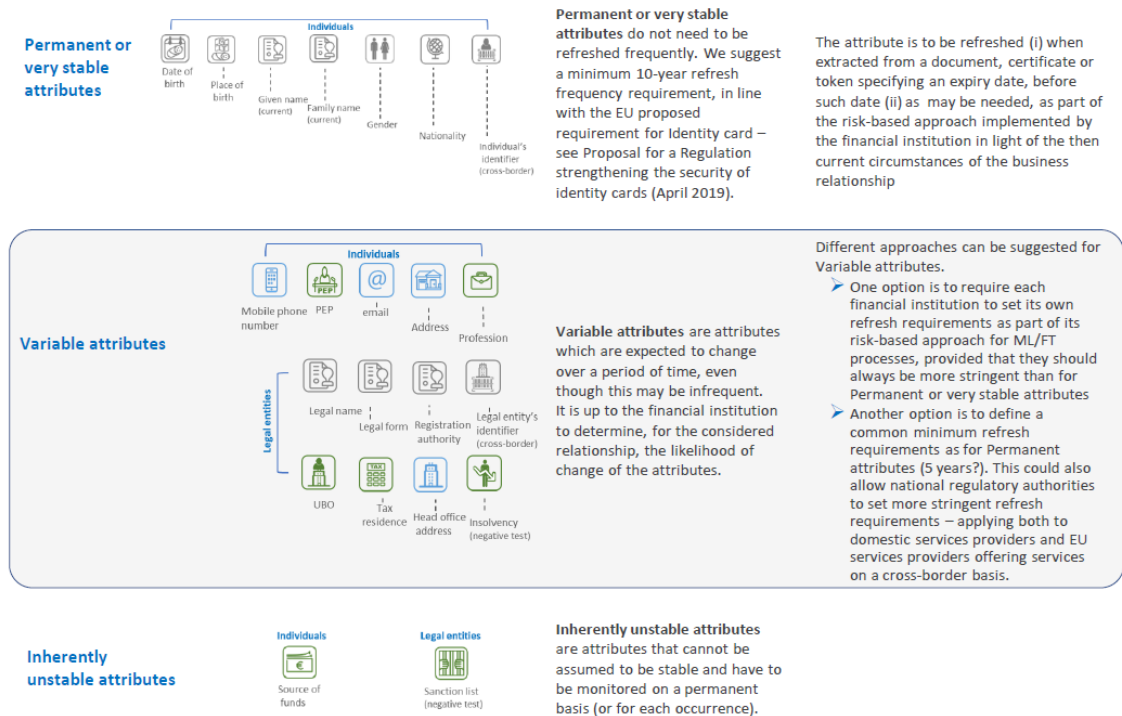 Individuals
Permanent or
very stable
attributes
Date of
birth
Place of
birth
Given name
(current)
Family name
(current)
Gender
Nationality
Individual's
identifier
(cross-border)
Permanent or very stable
attributes do not need to be
refreshed frequently. We suggest
a minimum 10-year refresh
frequency requirement, in line
with the EU proposed
requirement for Identity card –
see Proposal for a Regulation
strengthening the security of
identity cards (April 2019).
The attribute is to be refreshed (i) when
extracted from a document, certificate or
token specifying an expiry date, before
such date (ii) as may be needed, as part of
the risk-based approach implemented by
the financial institution in light of the then
current circumstances of the business
relationship
Variable attributes
Individuals
Mobile phone
number
PEP
PEP
@
email
Address
Profession
Legal entities
Legal name
Legal form
Registration
authority
Legal entity's
identifier
(cross-border)
UBO
TAX
Tax
residence
Head office
address
Insolvency
(negative test)
Variable attributes are attributes
which are expected to change
over a period of time, even
though this may be infrequent.
It is up to the financial institution
to determine, for the considered
relationship, the likelihood of
change of the attributes.
Different approaches can be suggested for
Variable attributes.
➢ One option is to require each
financial institution to set its own
refresh requirements as part of its
risk-based approach for ML/FT
processes, provided that they should
always be more stringent than for
Permanent or very stable attributes
➢ Another option is to define a
common minimum refresh
requirements as for Permanent
attributes (5 years?). This could also
allow national regulatory authorities
to set more stringent refresh
requirements – applying both to
domestic services providers and EU
services providers offering services
on a cross-border basis.
Inherently
unstable attributes
Individuals
€
Source of
funds
Legal entities
Sanction list
(negative test)
Inherently unstable attributes
are attributes that cannot be
assumed to be stable and have to
be monitored on a permanent
basis (or for each occurrence).